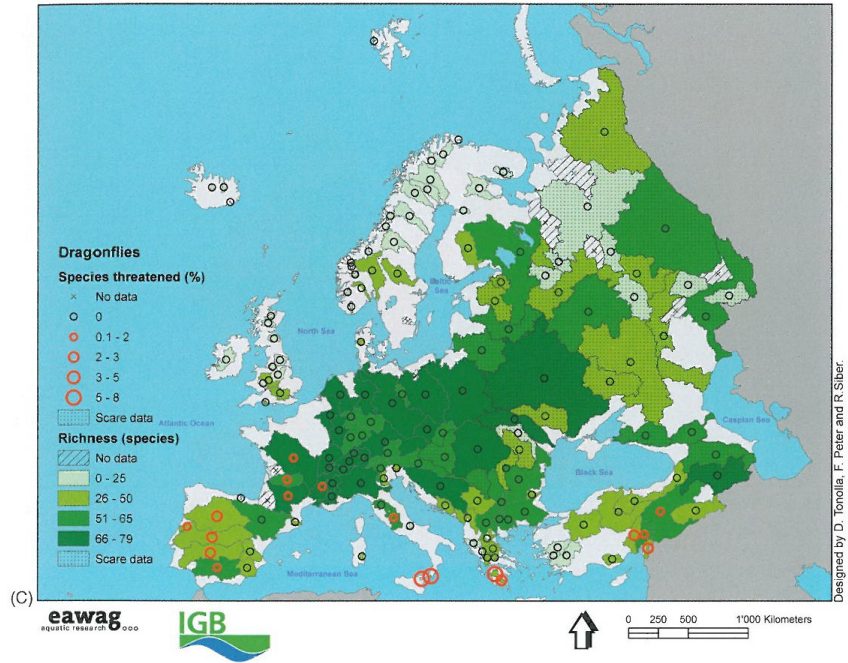 Dragonflies
Species threatened (%)
No data
0
0.1 - 2
2 - 3
3 - 5
5 - 8
Scare data
Richness (species)
No data
0 - 25
26 - 50
51 - 65
66 - 79
Scare data
North Sea
Baltic
Sea
Atlantic Ocean
Mediterranean Sea
Black Sea
Caspian Sea
Designed by D. Tonolla, F. Peter and R.Siber.
(C)
eawag
aquatic research
IGB
0 250 500 1'000 Kilometers